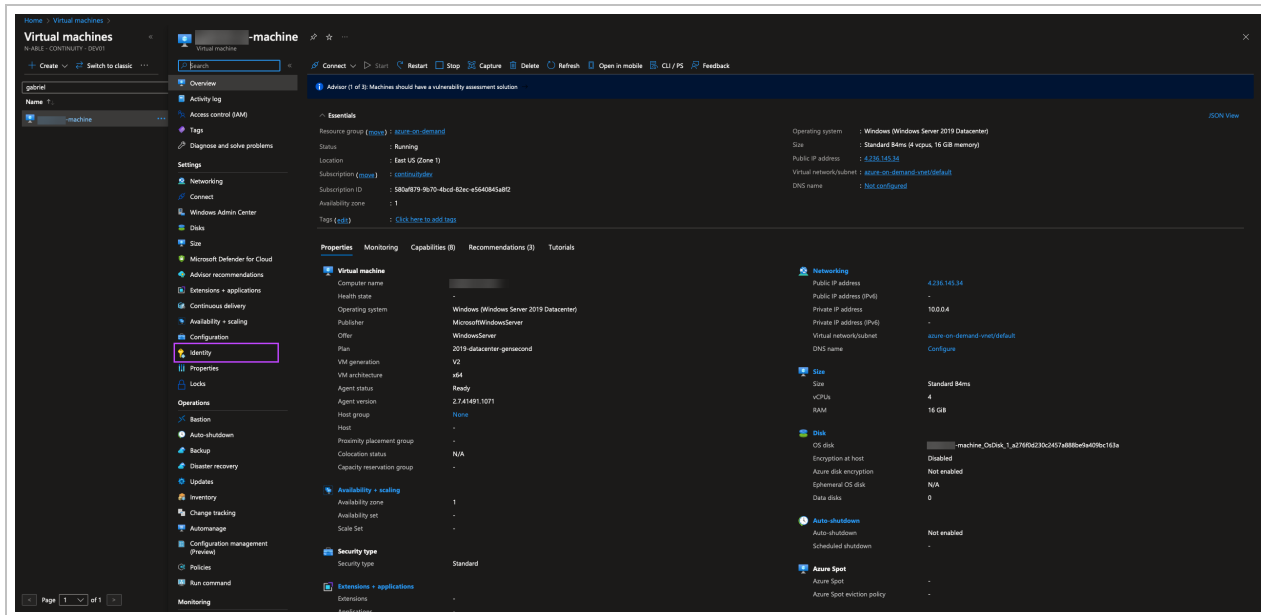 Home > Virtual machines >
Virtual machines
N-ABLE - CONTINUITY - DEV01
Create
Switch to classic
gabriel
Name
-machine
Page 1 of 1
-machine
Virtual machine
Search
Overview
Activity log
Access control (IAM)
Tags
Diagnose and solve problems
Settings
Networking
Connect
Windows Admin Center
Disks
Size
Microsoft Defender for Cloud
Advisor recommendations
Extensions + applications
Continuous delivery
Availability + scaling
Configuration
Identity
Properties
Locks
Operations
Bastion
Auto-shutdown
Backup
Disaster recovery
Updates
Inventory
Change tracking
Automanage
Configuration management
(Preview)
Policies
Run command
Monitoring
Connect Start Restart Stop Capture Delete Refresh Open in mobile CLI / PS Feedback
Advisor (1 of 3): Machines should have a vulnerability assessment solution
Essentials
JSON View
Resource group (move) : azure-on-demand
Status : Running
Location : East US (Zone 1)
Subscription (move) : continuitydev
Subscription ID : 580af879-9b70-4bcd-82ec-e5640845a8f2
Availability zone : 1
Tags (edit) : Click here to add tags
Operating system : Windows (Windows Server 2019 Datacenter)
Size : Standard B4ms (4 vcpus, 16 GiB memory)
Public IP address : 4.236.145.34
Virtual network/subnet : azure-on-demand-vnet/default
DNS name : Not configured
Properties Monitoring Capabilities (8) Recommendations (3) Tutorials
Virtual machine
Computer name
Health state -
Operating system Windows (Windows Server 2019 Datacenter)
Publisher MicrosoftWindowsServer
Offer WindowsServer
Plan 2019-datacenter-gensecond
VM generation V2
VM architecture x64
Agent status Ready
Agent version 2.7.41491.1071
Host group None
Host -
Proximity placement group -
Colocation status N/A
Capacity reservation group -
Availability + scaling
Availability zone 1
Availability set -
Scale Set -
Security type
Security type Standard
Extensions + applications
Extensions -
Applications -
Networking
Public IP address 4.236.145.34
Public IP address (IPv6) -
Private IP address 10.0.0.4
Private IP address (IPv6) -
Virtual network/subnet azure-on-demand-vnet/default
DNS name Configure
Size
Size Standard B4ms
vCPUs 4
RAM 16 GiB
Disk
OS disk -machine_OsDisk_1_a276f0d230c2457a888be9a409bc163a
Encryption at host Disabled
Azure disk encryption Not enabled
Ephemeral OS disk N/A
Data disks 0
Auto-shutdown
Auto-shutdown Not enabled
Scheduled shutdown -
Azure Spot
Azure Spot -
Azure Spot eviction policy -